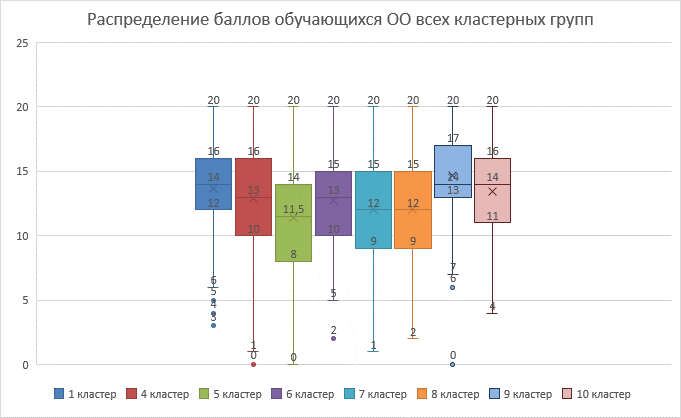 Распределение баллов обучающихся ОО всех кластерных групп
25
20
20 20 20 20 20 20 20 20
17
16 16 16
15
15 15 15
14 14 14 14
13 13 13
12 12 12
11,5
11
10
10 10
9 9
8
7
6 6
5
5 5
4 4
3
2 2
1 1
0
0 0 0
1 кластер 4 кластер 5 кластер 6 кластер 7 кластер 8 кластер 9 кластер 10 кластер